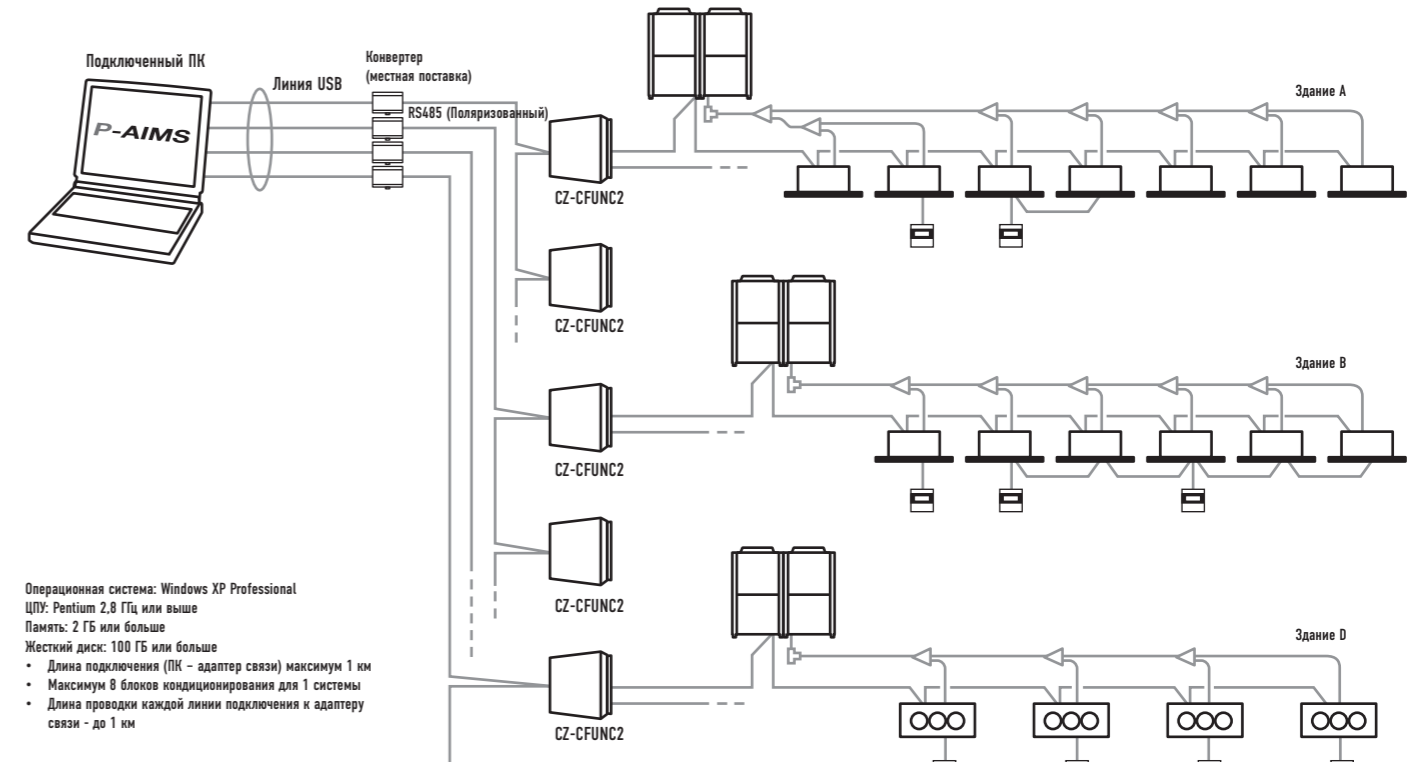 Подключенный ПК
P-AIMS
Линия USB
Конвертер
(местная поставка)
RS485 (Поляризованный)
CZ-CFUNC2
Здание A
CZ-CFUNC2
Здание B
CZ-CFUNC2
CZ-CFUNC2
Здание D
CZ-CFUNC2
Операционная система: Windows XP Professional
ЦПУ: Pentium 2,8 ГГц или выше
Память: 2 ГБ или больше
Жесткий диск: 100 ГБ или больше
• Длина подключения (ПК – адаптер связи) максимум 1 км
• Максимум 8 блоков кондиционирования для 1 системы
• Длина проводки каждой линии подключения к адаптеру
связи - до 1 км